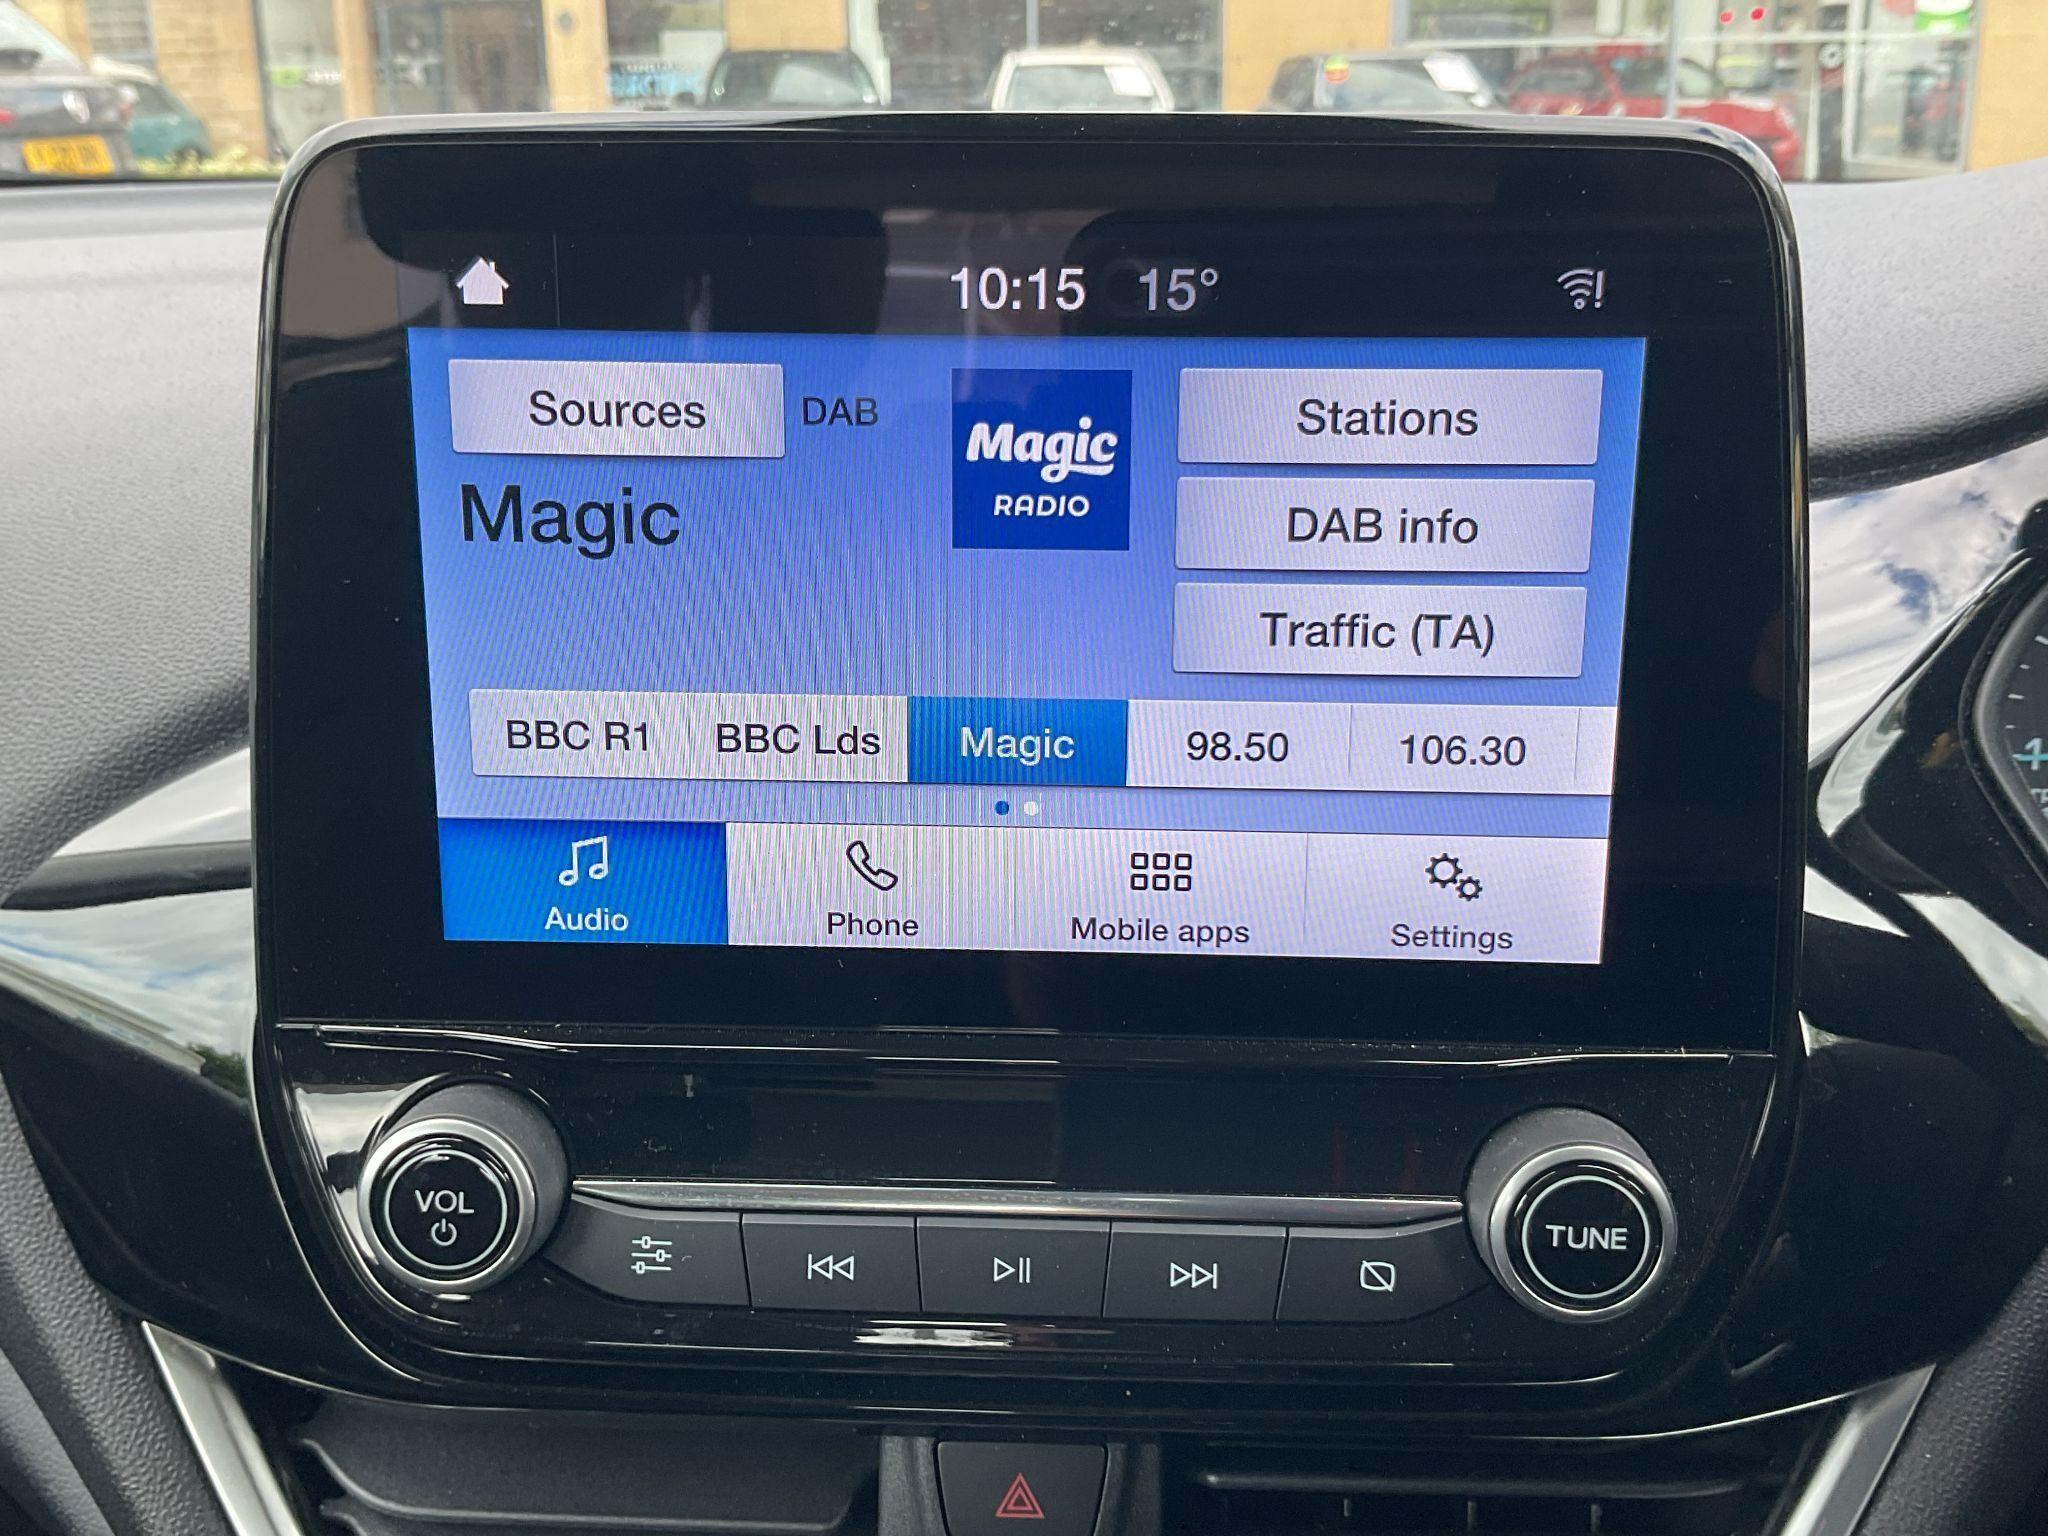 10:15 15°
Sources DAB
Magic
RADIO
Stations
Magic
DAB info
Traffic (TA)
BBC R1 BBC Lds Magic 98.50 106.30
Audio Phone Mobile apps Settings
VOL
TUNE